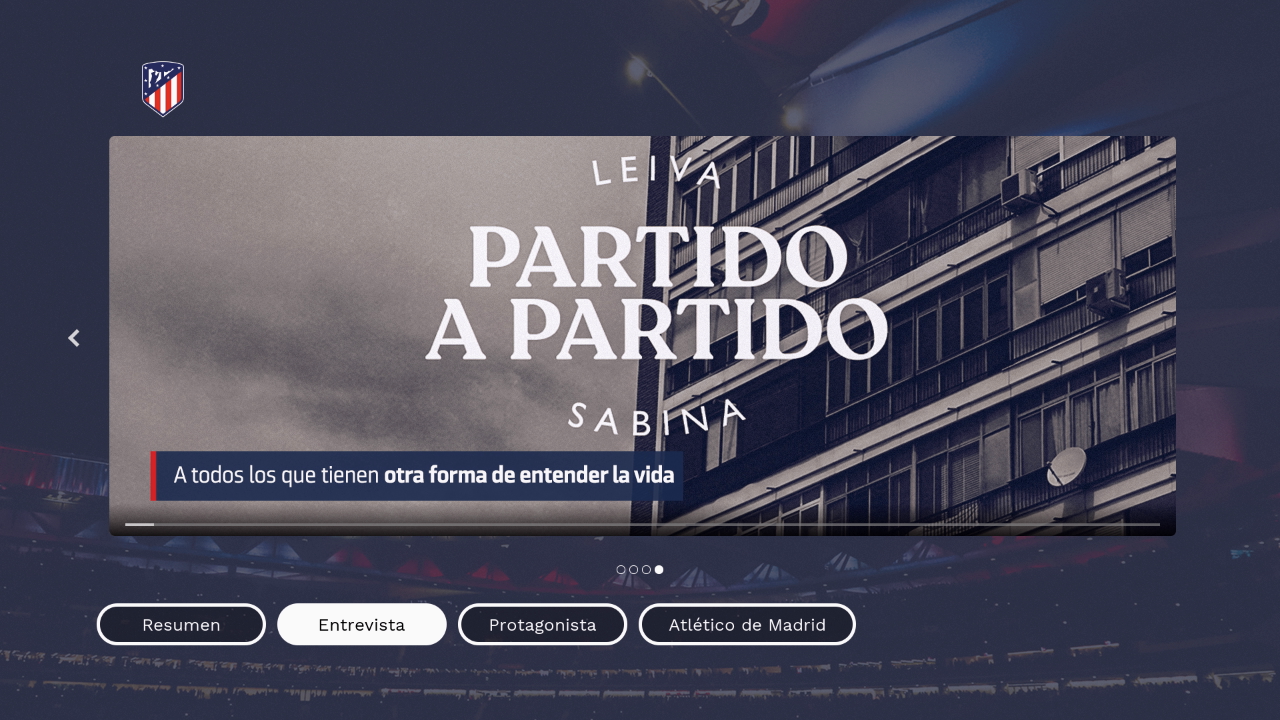 LEIVA
PARTIDO
A PARTIDO
SABINA
A todos los que tienen otra forma de entender la vida
Resumen
Entrevista
Protagonista
Atlético de Madrid